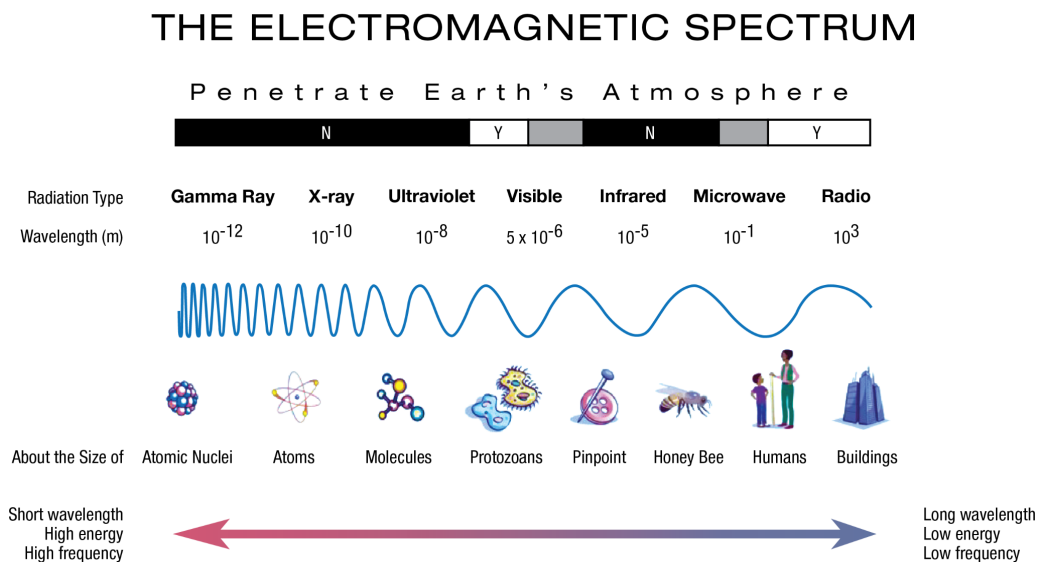 THE ELECTROMAGNETIC SPECTRUM
Penetrate Earth's Atmosphere
N Y N Y
Radiation Type Gamma Ray X-ray Ultraviolet Visible Infrared Microwave Radio
Wavelength (m) 10^-12 10^-10 10^-8 5 x 10^-6 10^-5 10^-1 10^3
About the Size of Atomic Nuclei Atoms Molecules Protozoans Pinpoint Honey Bee Humans Buildings
Short wavelength
High energy
High frequency
Long wavelength
Low energy
Low frequency